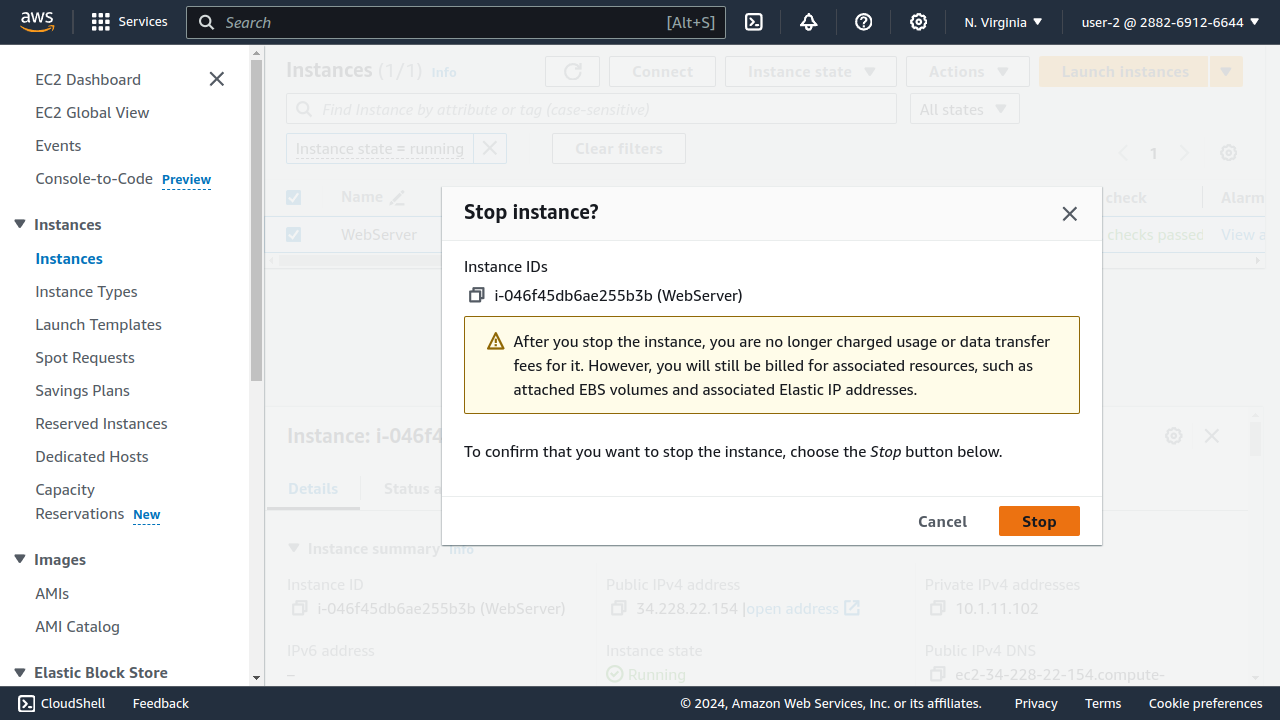 aws
Services
Search [Alt+S]
N. Virginia
user-2 @ 2882-6912-6644
EC2 Dashboard
EC2 Global View
Events
Console-to-Code Preview
Instances
Instances
Instance Types
Launch Templates
Spot Requests
Savings Plans
Reserved Instances
Dedicated Hosts
Capacity
Reservations New
Images
AMIs
AMI Catalog
Elastic Block Store
Instances (1/1) Info
Connect
Instance state
Actions
Launch instances
Find Instance by attribute or tag (case-sensitive)
All states
Instance state = running
Clear filters
1
Name
check
Alarm
WebServer
checks passed
View a
Stop instance?
Instance IDs
i-046f45db6ae255b3b (WebServer)
After you stop the instance, you are no longer charged usage or data transfer
fees for it. However, you will still be billed for associated resources, such as
attached EBS volumes and associated Elastic IP addresses.
To confirm that you want to stop the instance, choose the Stop button below.
Cancel
Stop
Instance: i-046f4
Details
Status a
Instance summary Info
Instance ID
i-046f45db6ae255b3b (WebServer)
Public IPv4 address
34.228.22.154 |open address
Private IPv4 addresses
10.1.11.102
IPv6 address
–
Instance state
Running
Public IPv4 DNS
ec2-34-228-22-154.compute-
CloudShell
Feedback
© 2024, Amazon Web Services, Inc. or its affiliates.
Privacy
Terms
Cookie preferences